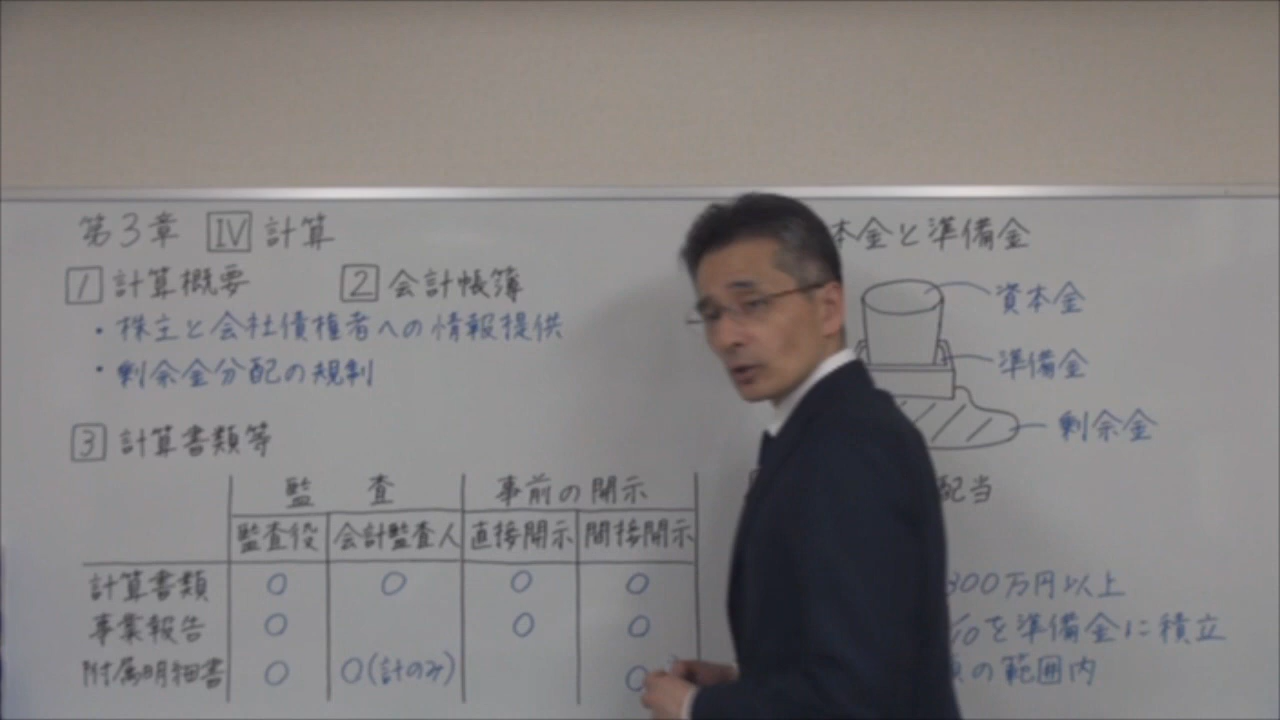 第3章 Ⅳ 計算
1 計算概要
2 会計帳簿
・株主と会社債権者への情報提供
・剰余金分配の規制
3 計算書類等
監 査 事前の開示
監査役 会計監査人 直接開示 間接開示
計算書類 ○ ○ ○ ○
事業報告 ○ ○ ○
附属明細書 ○ ○(計のみ) ○
本金と準備金
資本金
準備金
剰余金
配当
300万円以上
を準備金に積立
の範囲内